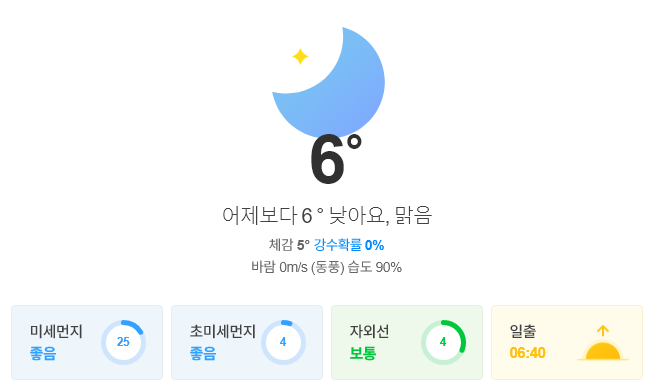 6°
어제보다 6° 낮아요, 맑음
체감 5° 강수확률 0%
바람 0m/s (동풍) 습도 90%
미세먼지
좋음
25
초미세먼지
좋음
4
자외선
보통
4
일출
06:40